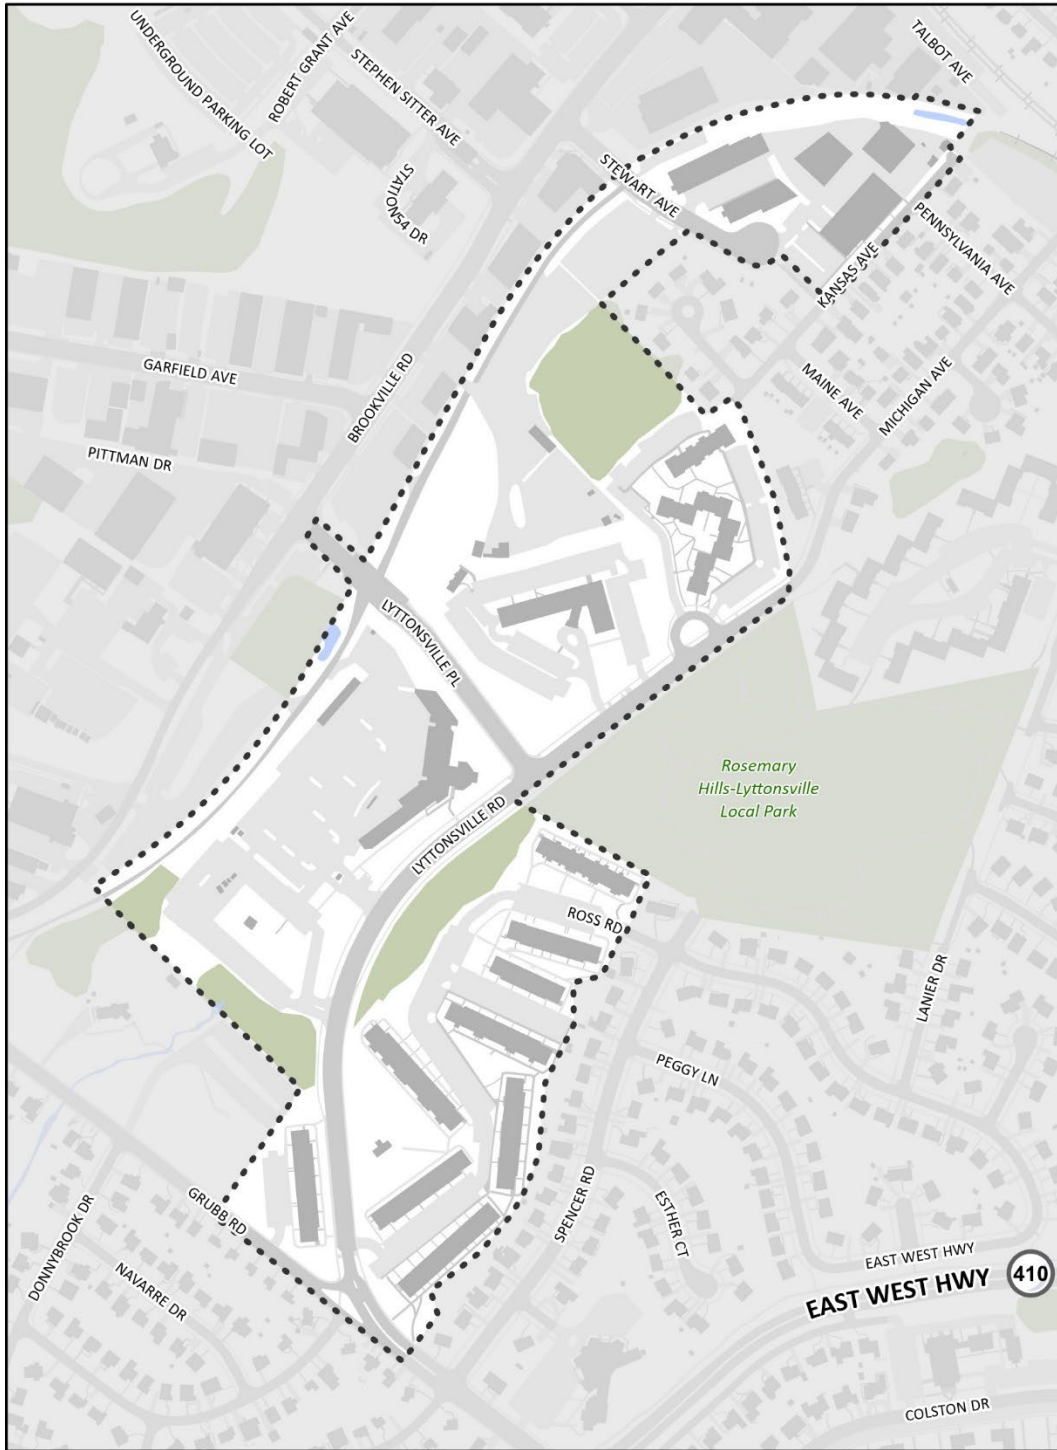 TALBOT AVE
UNDERGROUND PARKING LOT
ROBERT GRANT AVE
STEPHEN SITTER AVE
STATION 54 DR
STEWART AVE
PENNSYLVANIA AVE
KANSAS AVE
GARFIELD AVE
BROOKVILLE RD
MAINE AVE
MICHIGAN AVE
PITTMAN DR
LYTTONSVILLE PL
Rosemary
Hills-Lyttonsville
Local Park
LYTTONSVILLE RD
ROSS RD
LANIER DR
PEGGY LN
GRUBB RD
SPENCER RD
ESTHER CT
DONNYBROOK DR
NAVARRE DR
EAST WEST HWY
EAST WEST HWY 410
COLSTON DR